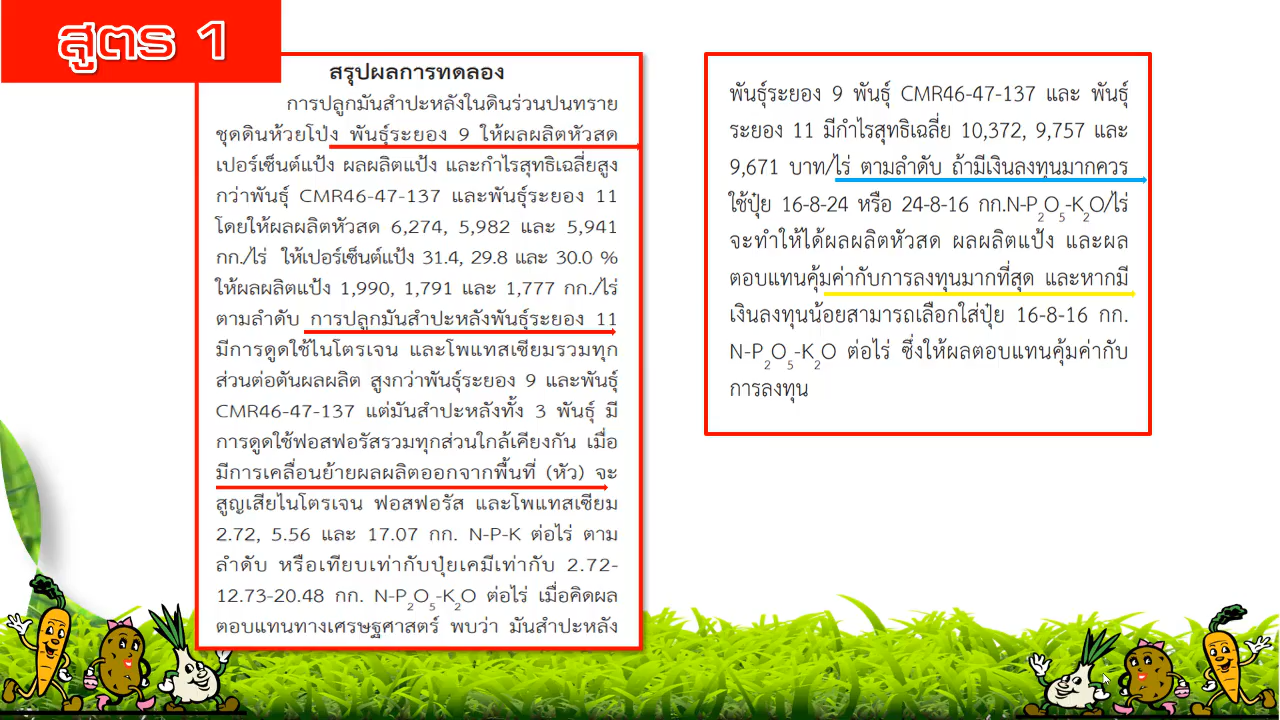 สูตร 1
สรุปผลการทดลอง
การปลูกมันสำปะหลังในดินร่วนปนทราย
ชุดดินห้วยโป่ง พันธุ์ระยอง 9 ให้ผลผลิตหัวสด
เปอร์เซ็นต์แป้ง ผลผลิตแป้ง และกำไรสุทธิเฉลี่ยสูง
กว่าพันธุ์ CMR46-47-137 และพันธุ์ระยอง 11
โดยให้ผลผลิตหัวสด 6,274, 5,982 และ 5,941
กก./ไร่ ให้เปอร์เซ็นต์แป้ง 31.4, 29.8 และ 30.0 %
ให้ผลผลิตแป้ง 1,990, 1,791 และ 1,777 กก./ไร่
ตามลำดับ การปลูกมันสำปะหลังพันธุ์ระยอง 11
มีการดูดใช้ไนโตรเจน และโพแทสเซียมรวมทุก
ส่วนต่อตันผลผลิต สูงกว่าพันธุ์ระยอง 9 และพันธุ์
CMR46-47-137 แต่มันสำปะหลังทั้ง 3 พันธุ์ มี
การดูดใช้ฟอสฟอรัสรวมทุกส่วนใกล้เคียงกัน เมื่อ
มีการเคลื่อนย้ายผลผลิตออกจากพื้นที่ (หัว) จะ
สูญเสียไนโตรเจน ฟอสฟอรัส และโพแทสเซียม
2.72, 5.56 และ 17.07 กก. N-P-K ต่อไร่ ตาม
ลำดับ หรือเทียบเท่ากับปุ๋ยเคมีเท่ากับ 2.72-
12.73-20.48 กก. N-P2O5-K2O ต่อไร่ เมื่อคิดผล
ตอบแทนทางเศรษฐศาสตร์ พบว่า มันสำปะหลัง
พันธุ์ระยอง 9 พันธุ์ CMR46-47-137 และ พันธุ์
ระยอง 11 มีกำไรสุทธิเฉลี่ย 10,372, 9,757 และ
9,671 บาท/ไร่ ตามลำดับ ถ้ามีเงินลงทุนมากควร
ใช้ปุ๋ย 16-8-24 หรือ 24-8-16 กก.N-P2O5-K2O/ไร่
จะทำให้ได้ผลผลิตหัวสด ผลผลิตแป้ง และผล
ตอบแทนคุ้มค่ากับการลงทุนมากที่สุด และหากมี
เงินลงทุนน้อยสามารถเลือกใส่ปุ๋ย 16-8-16 กก.
N-P2O5-K2O ต่อไร่ ซึ่งให้ผลตอบแทนคุ้มค่ากับ
การลงทุน